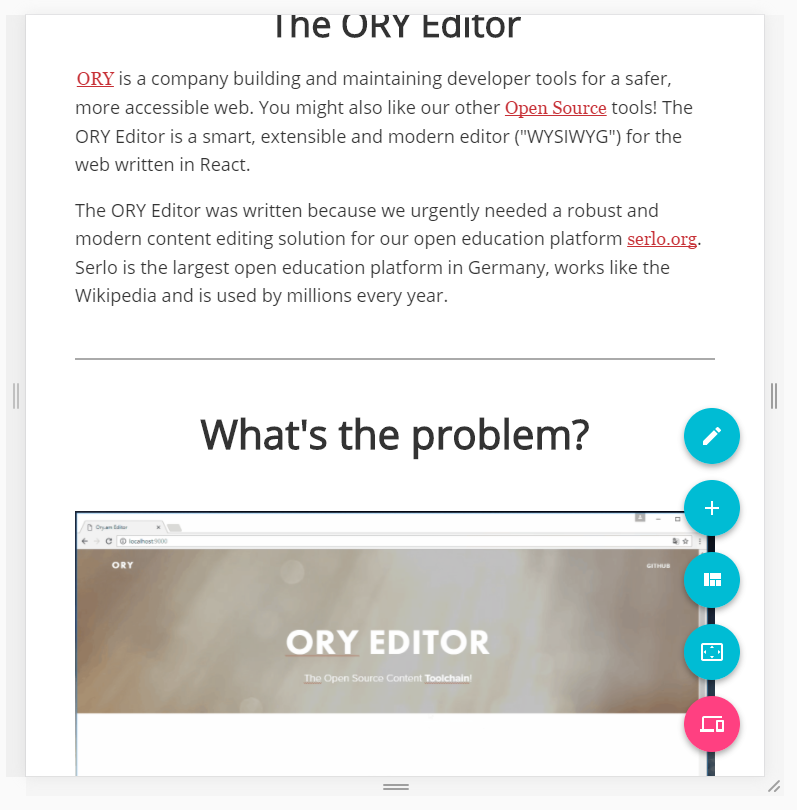 The ORY Editor
ORY is a company building and maintaining developer tools for a safer,
more accessible web. You might also like our other Open Source tools! The
ORY Editor is a smart, extensible and modern editor ("WYSIWYG") for the
web written in React.
The ORY Editor was written because we urgently needed a robust and
modern content editing solution for our open education platform serlo.org.
Serlo is the largest open education platform in Germany, works like the
Wikipedia and is used by millions every year.
What's the problem?
Ory.am Editor
localhost:9000
ORY GITHUB
ORY EDITOR
The Open Source Content Toolchain!